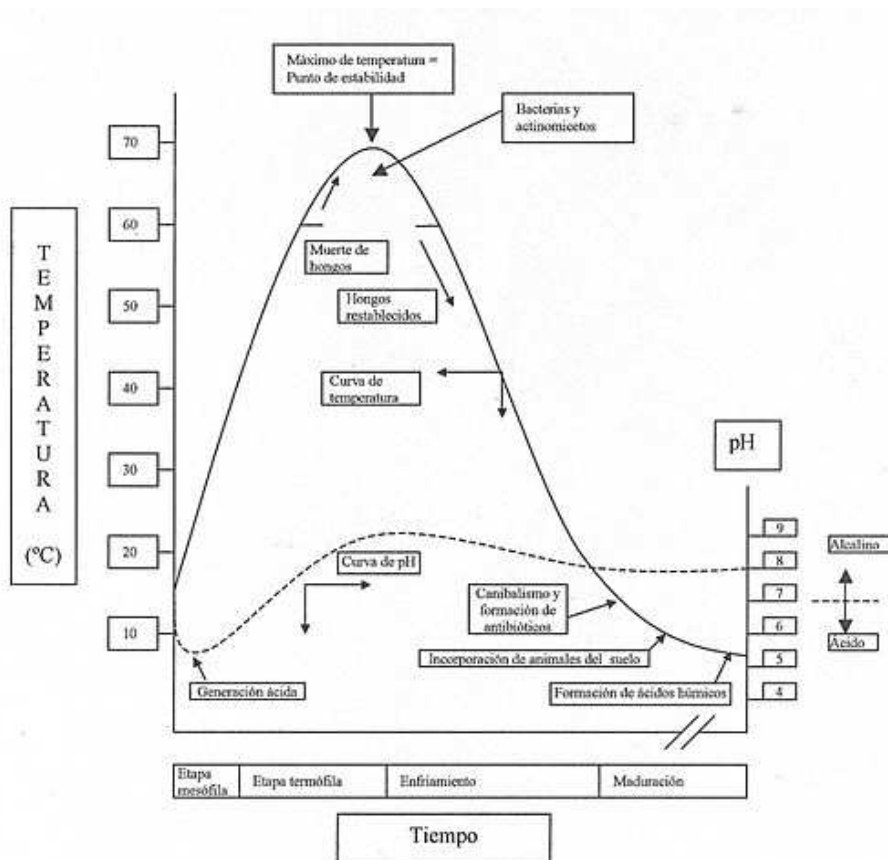 Máximo de temperatura =
Punto de estabilidad
Bacterias y
actinomicetos
70
60
50
40
30
20
10
TEMPERATURA
(ºC)
Muerte de
hongos
Hongos
restablecidos
Curva de
temperatura
pH
Curva de pH
9
8
7
6
5
4
Alcalino
Ácido
Canibalismo y
formación de
antibióticos
Incorporación de animales del suelo
Generación ácida
Formación de ácidos húmicos
Etapa
mesófila
Etapa termófila
Enfriamiento
Maduración
Tiempo